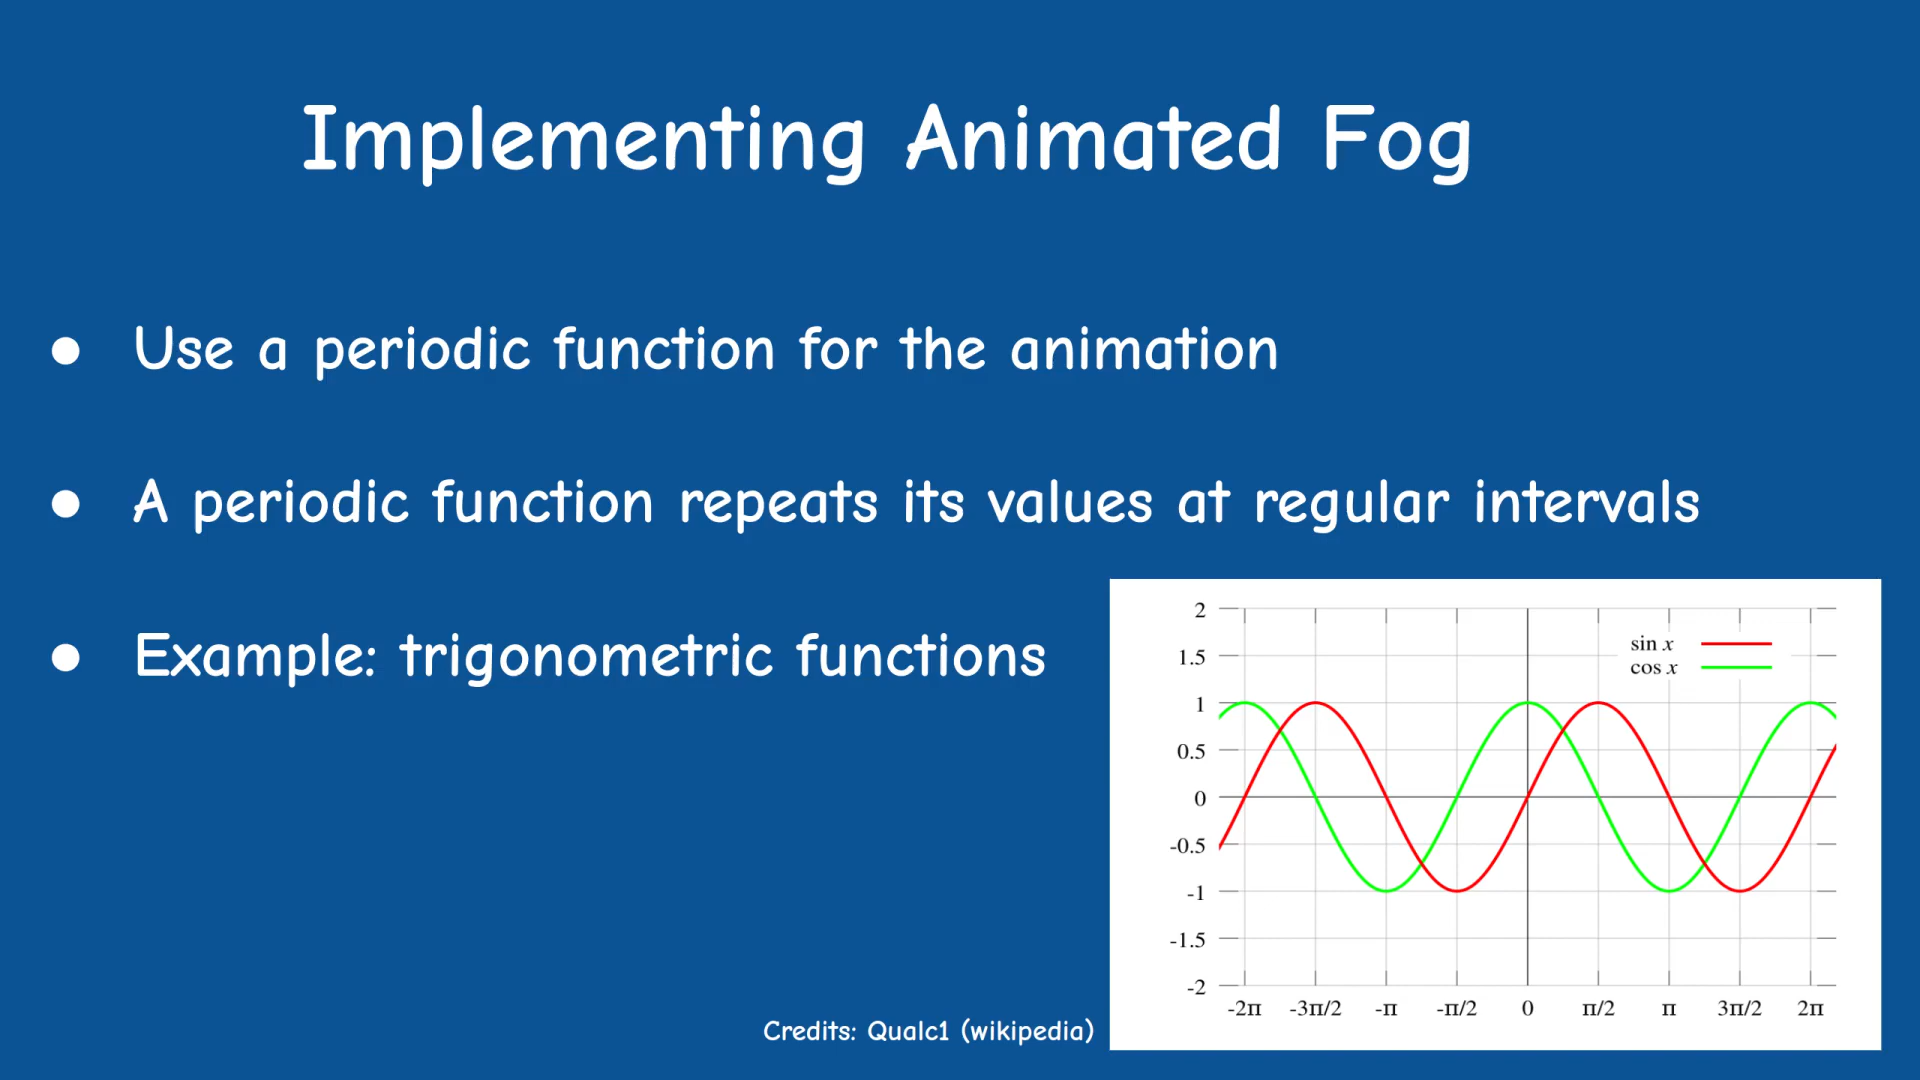 Implementing Animated Fog
● Use a periodic function for the animation
● A periodic function repeats its values at regular intervals
● Example: trigonometric functions
2
1.5
1
0.5
0
-0.5
-1
-1.5
-2
sin x
cos x
-2π -3π/2 -π -π/2 0 π/2 π 3π/2 2π
Credits: Qualc1 (wikipedia)